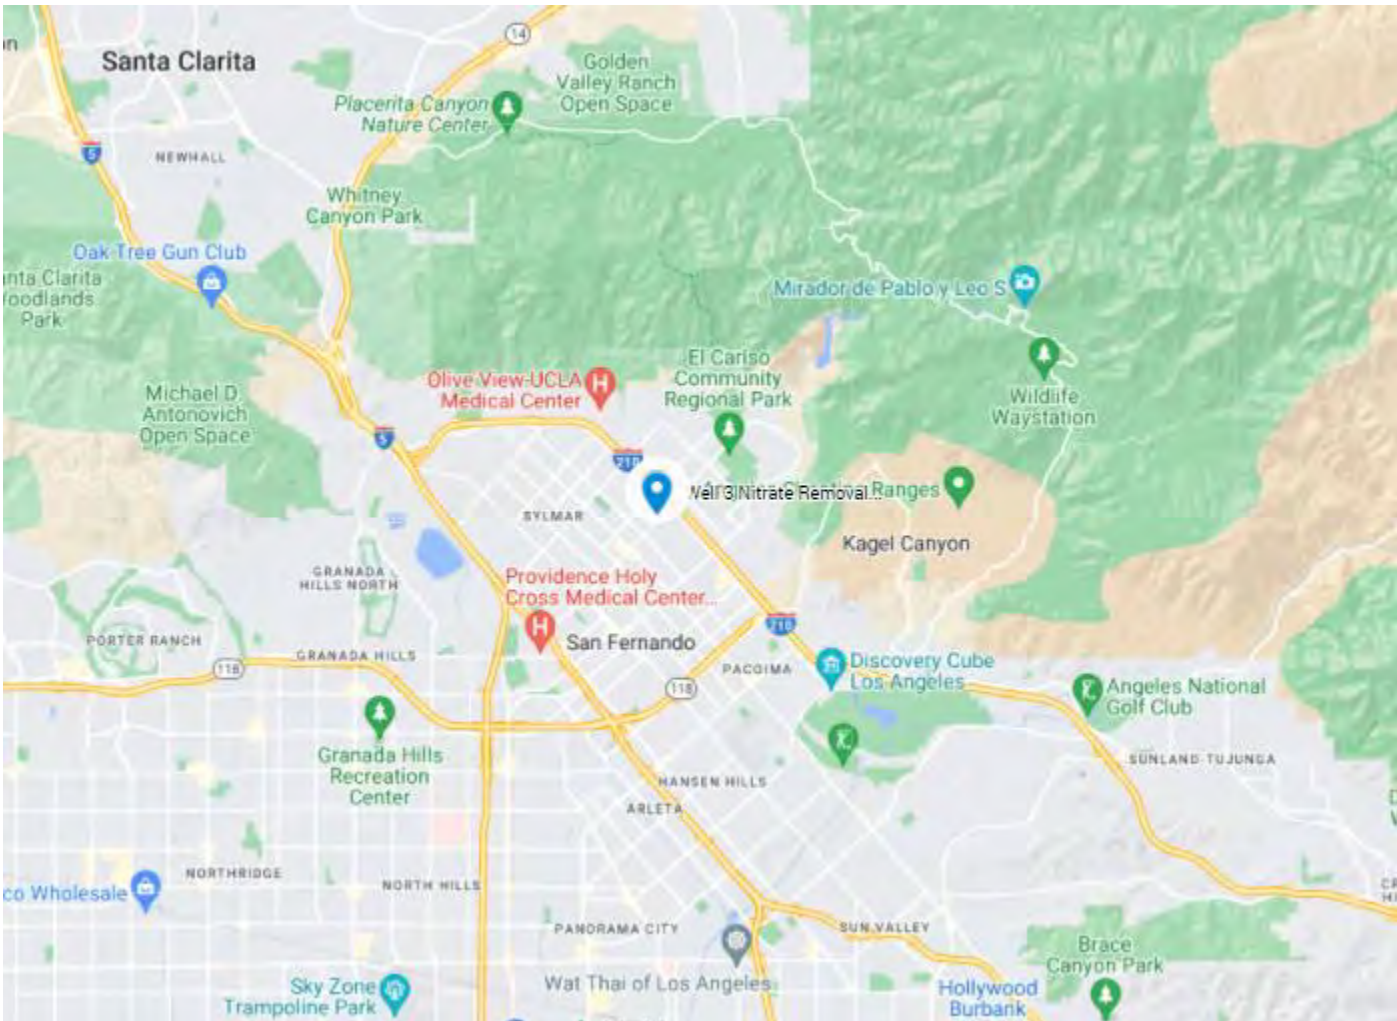 14
Golden
Valley Ranch
Open Space
Santa Clarita
Placerita Canyon
Nature Center
5
NEWHALL
Whitney
Canyon Park
Oak Tree Gun Club
Park
Mirador de Pablo y Leo S
Olive View-UCLA
Medical Center
El Cariso
Community
Regional Park
Michael D.
Antonovich
Open Space
Wildlife
Waystation
5
210
Well 3 Nitrate Removal...
Ranges
SYLMAR
Kagel Canyon
GRANADA
HILLS NORTH
Providence Holy
Cross Medical Center...
PORTER RANCH
San Fernando
210
GRANADA HILLS
118
PACOIMA
Discovery Cube
Los Angeles
118
Angeles National
Golf Club
Granada Hills
Recreation
Center
SUNLAND-TUJUNGA
HANSEN HILLS
ARLETA
NORTHRIDGE
NORTH HILLS
co Wholesale
PANORAMA CITY
SUN VALLEY
Brace
Canyon Park
Wat Thai of Los Angeles
Sky Zone
Trampoline Park
Hollywood
Burbank